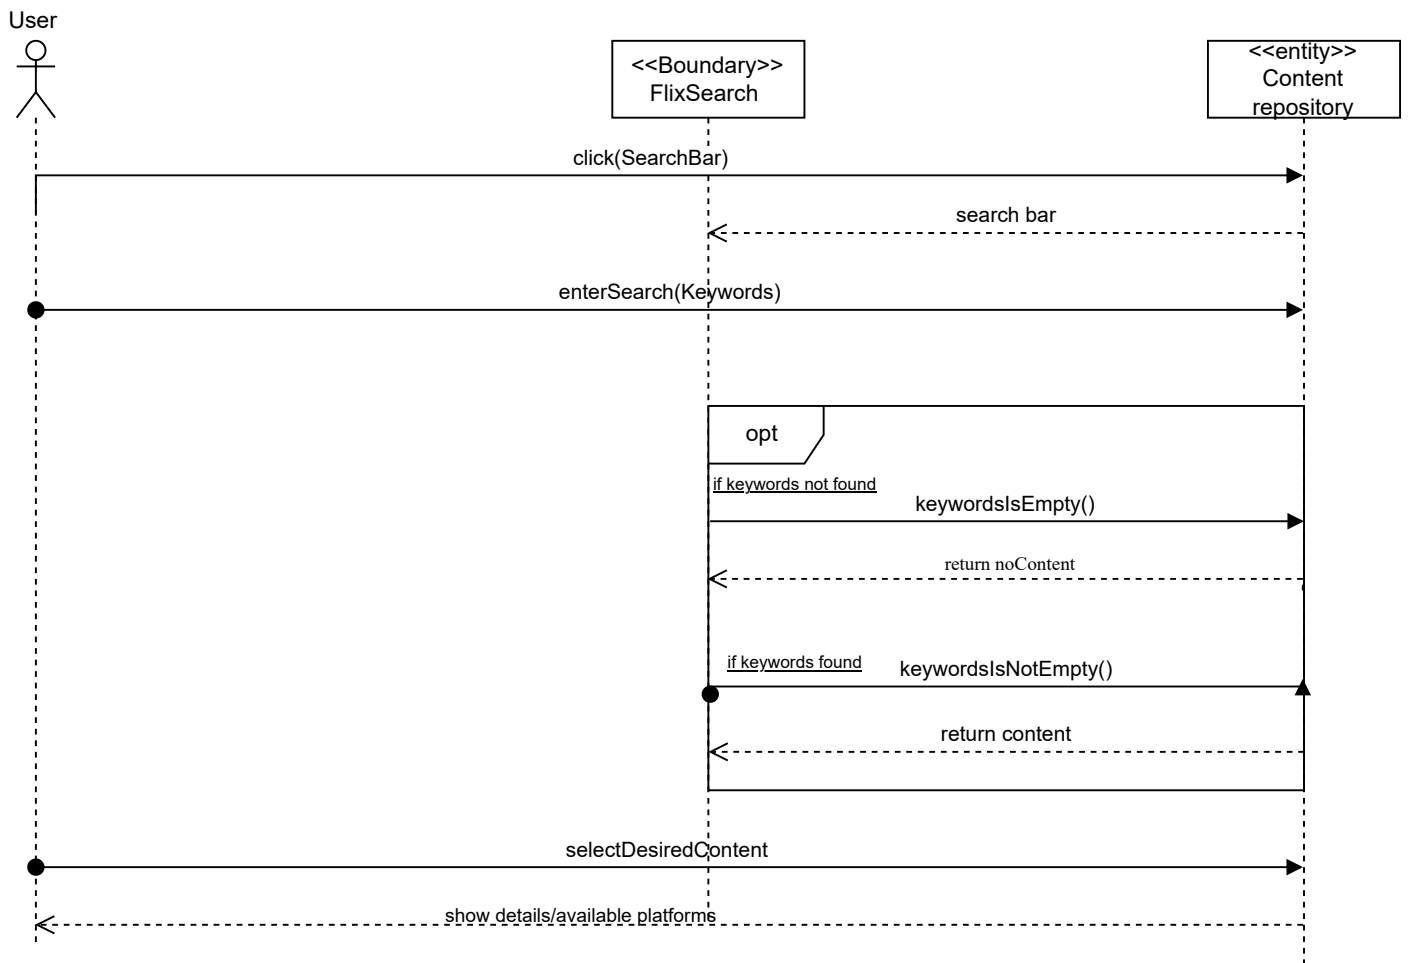 User
<<Boundary>>
FlixSearch
<<entity>>
Content
repository
click(SearchBar)
search bar
enterSearch(Keywords)
opt
if keywords not found
keywordsIsEmpty()
return noContent
if keywords found
keywordsIsNotEmpty()
return content
selectDesiredContent
show details/available platforms